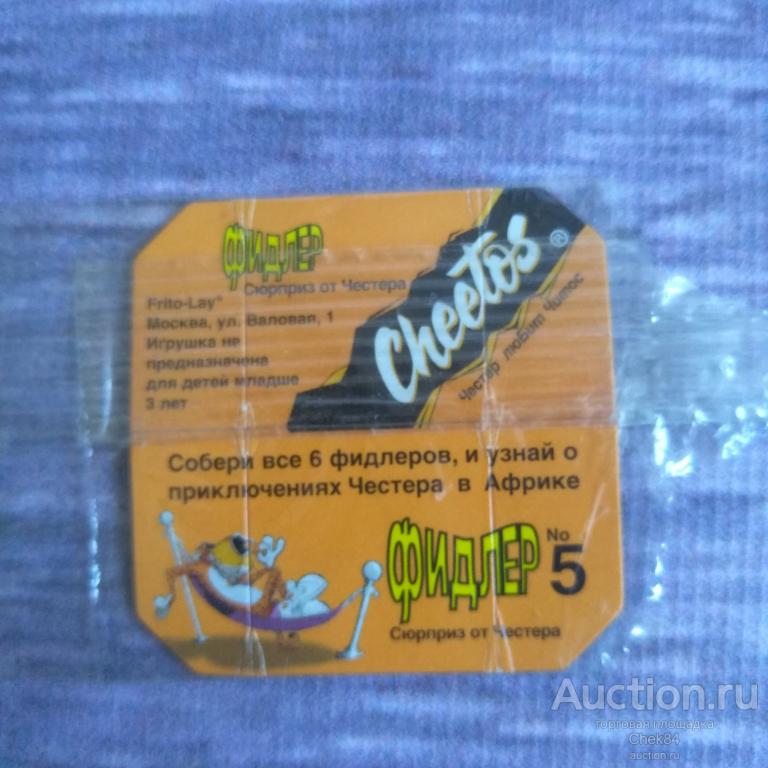 ФИДЛЕР
Сюрприз от Честера
Frito-Lay®
Москва, ул. Валовая, 1
Игрушка не
предназначена
для детей младше
3 лет
Cheetos®
Честер любит Читос
Собери все 6 фидлеров, и узнай о
приключениях Честера в Африке
ФИДЛЕР No 5
Сюрприз от Честера
Auction.ru
торговая площадка
Chek84
auction.ru